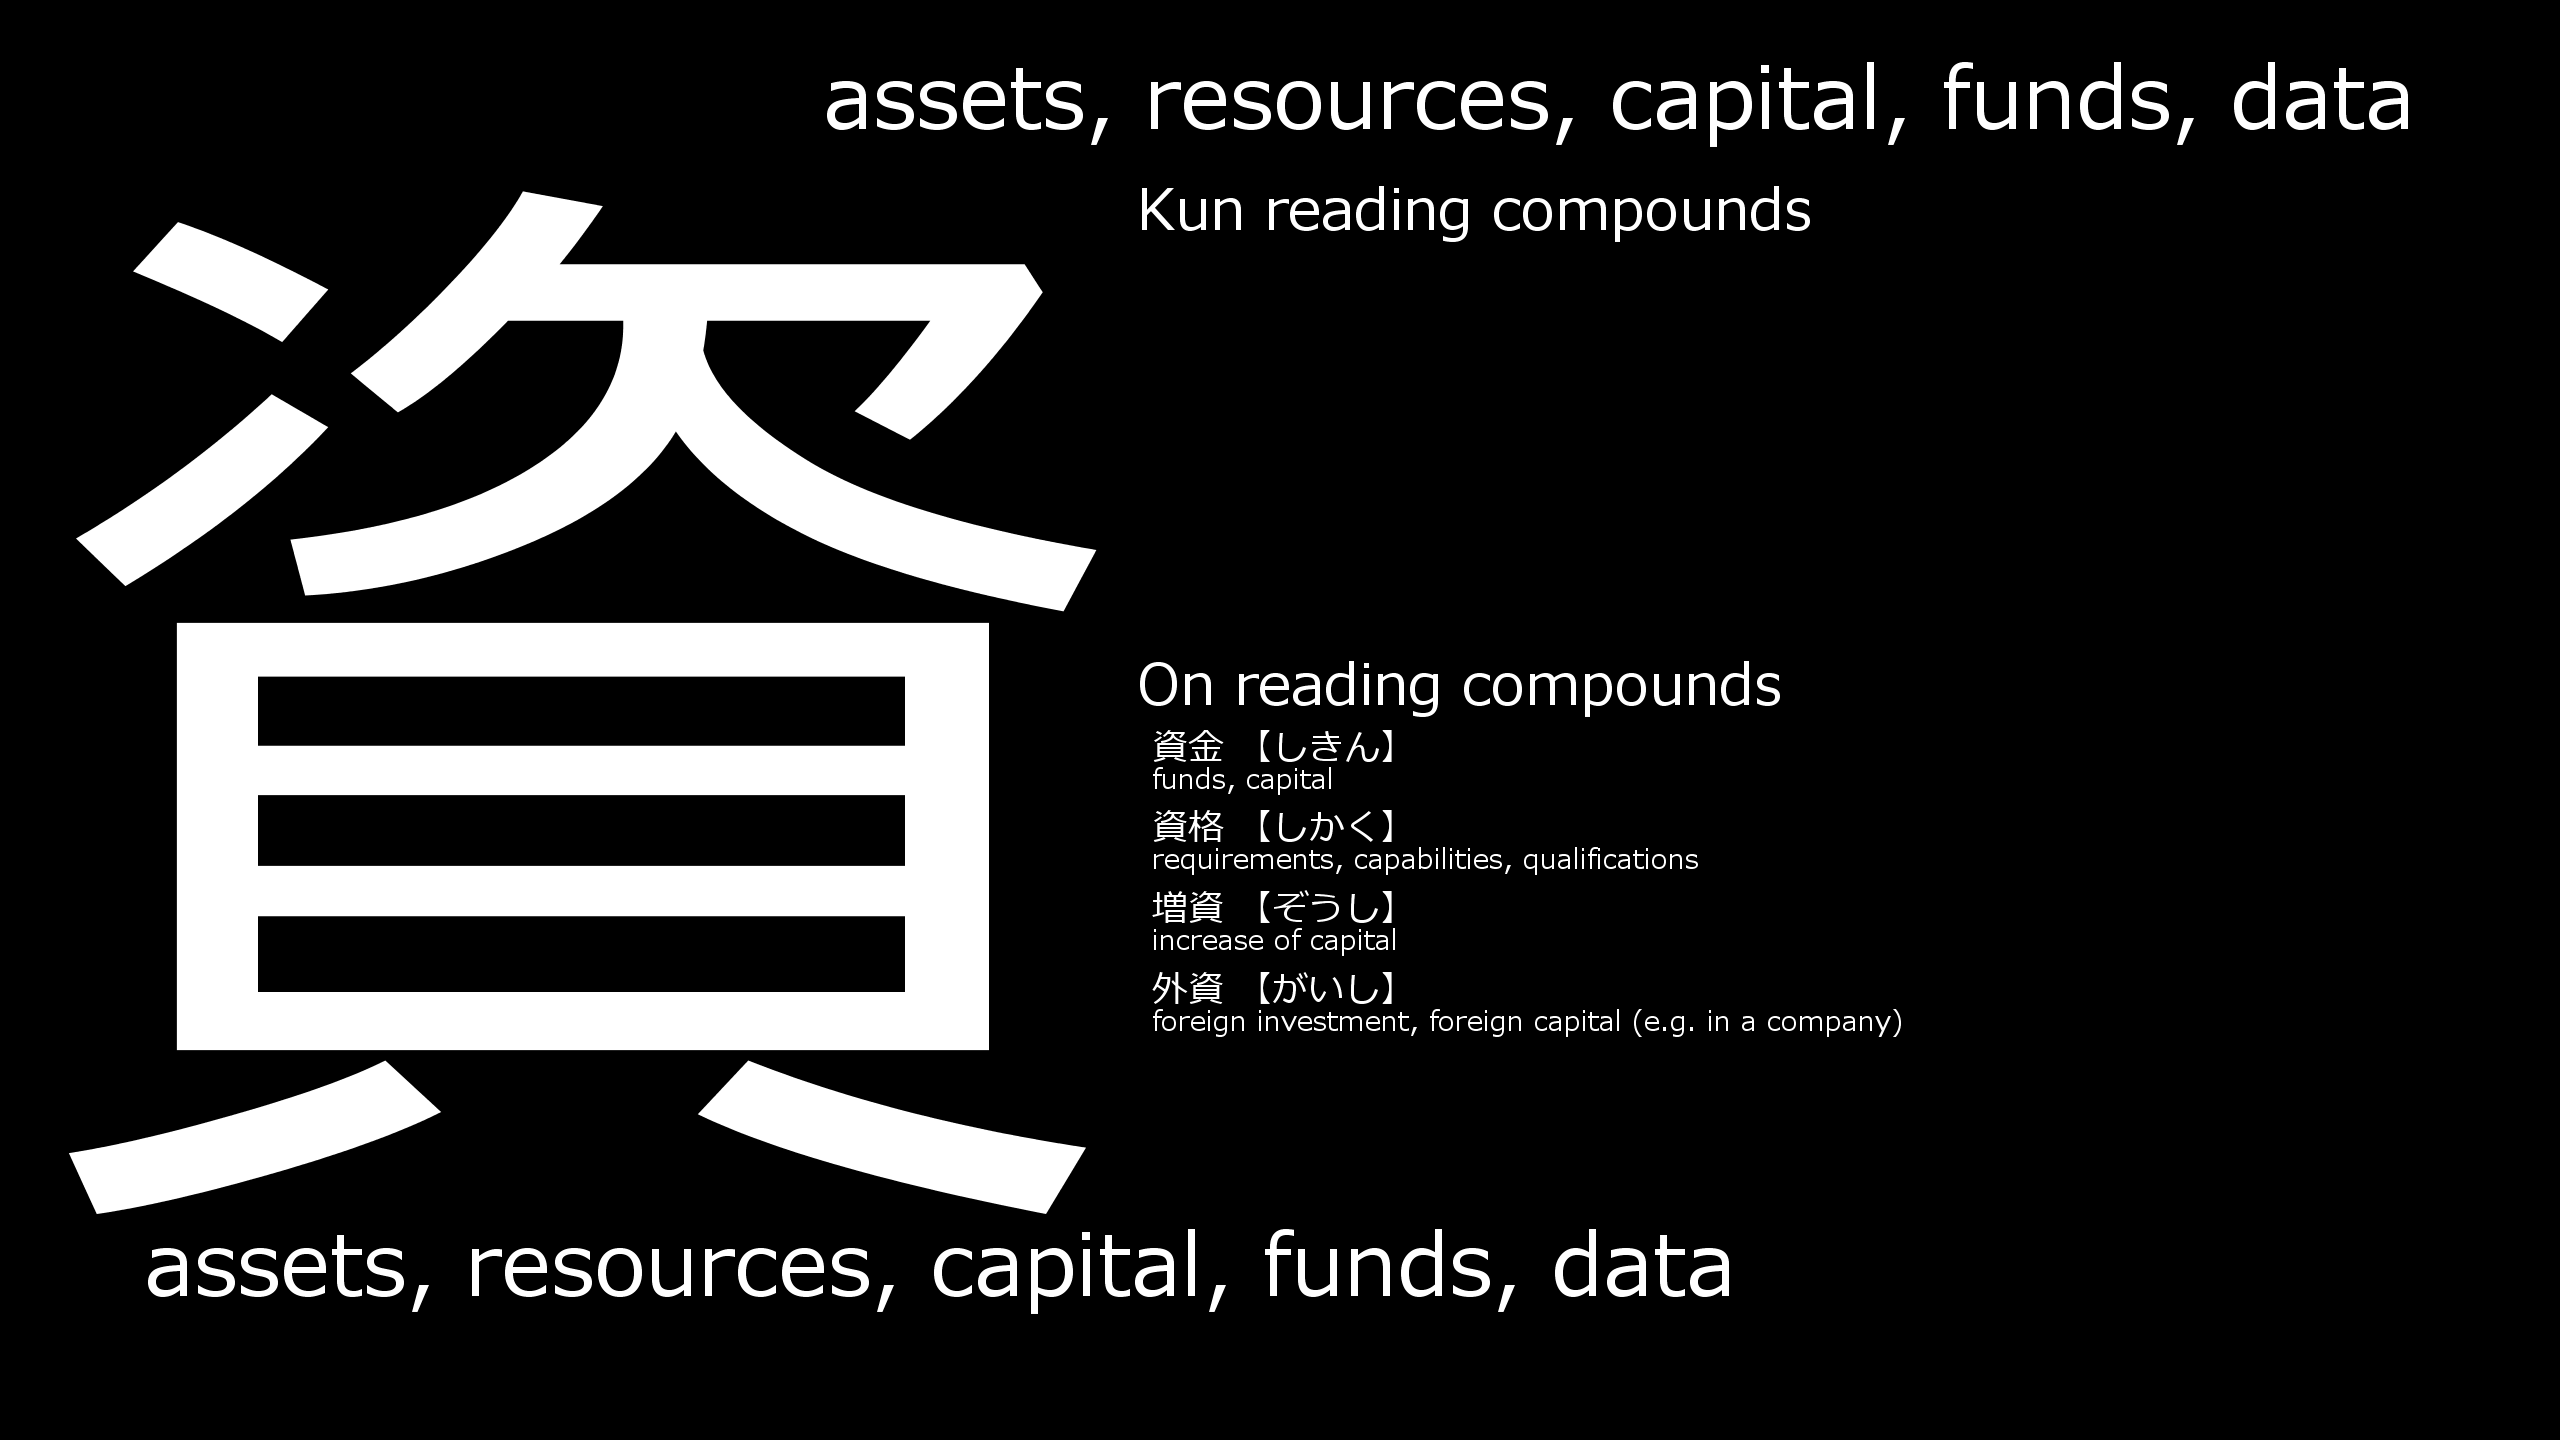 assets, resources, capital, funds, data
資
Kun reading compounds
On reading compounds
資金 【しきん】
funds, capital
資格 【しかく】
requirements, capabilities, qualifications
増資 【ぞうし】
increase of capital
外資 【がいし】
foreign investment, foreign capital (e.g. in a company)
assets, resources, capital, funds, data